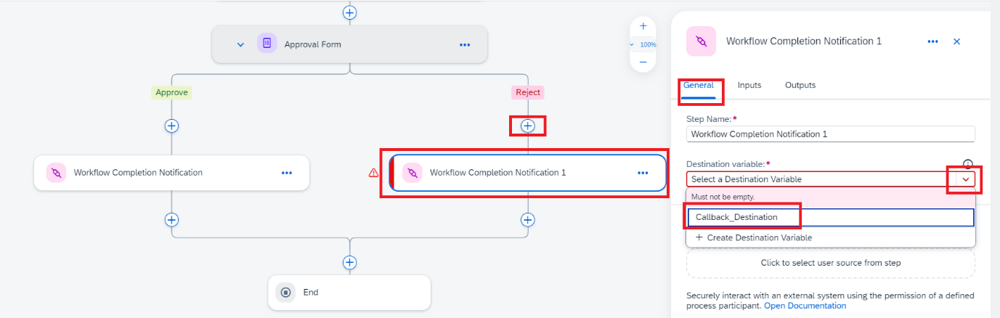 Approval Form
100%
Approve
Reject
Workflow Completion Notification
Workflow Completion Notification 1
End
Workflow Completion Notification 1
General
Inputs
Outputs
Step Name:*
Workflow Completion Notification 1
Destination variable:*
Select a Destination Variable
Must not be empty.
Callback_Destination
+ Create Destination Variable
Click to select user source from step
Securely interact with an external system using the permission of a defined
process participant. Open Documentation